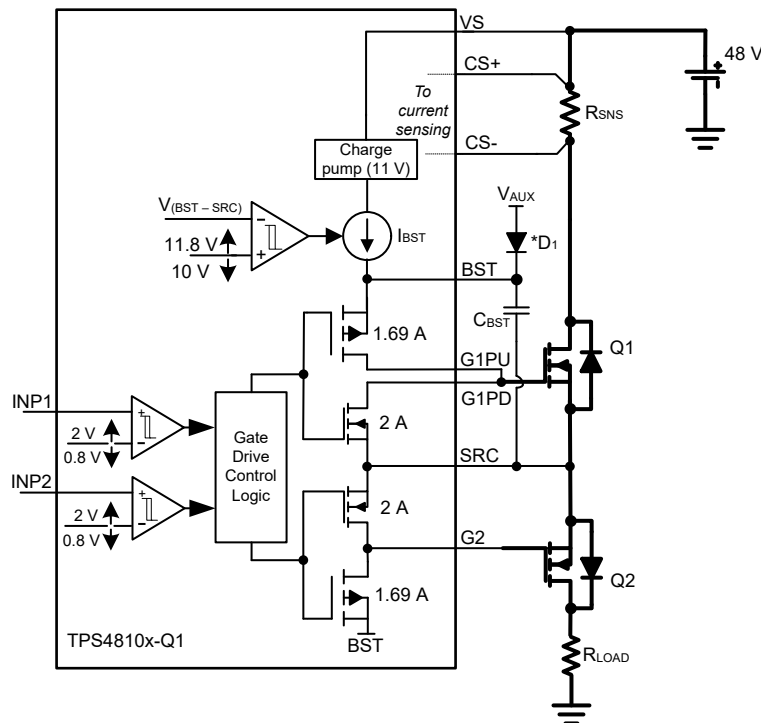 VS
48 V
CS+
To
current
sensing
RSNS
CS-
Charge
pump (11 V)
VAUX
V(BST – SRC)
*D1
IBST
11.8 V
10 V
BST
CBST
1.69 A
G1PU
Q1
G1PD
INP1
2 V
0.8 V
2 A
Gate
Drive
Control
Logic
SRC
INP2
2 V
0.8 V
2 A
G2
Q2
1.69 A
TPS4810x-Q1
BST
RLOAD